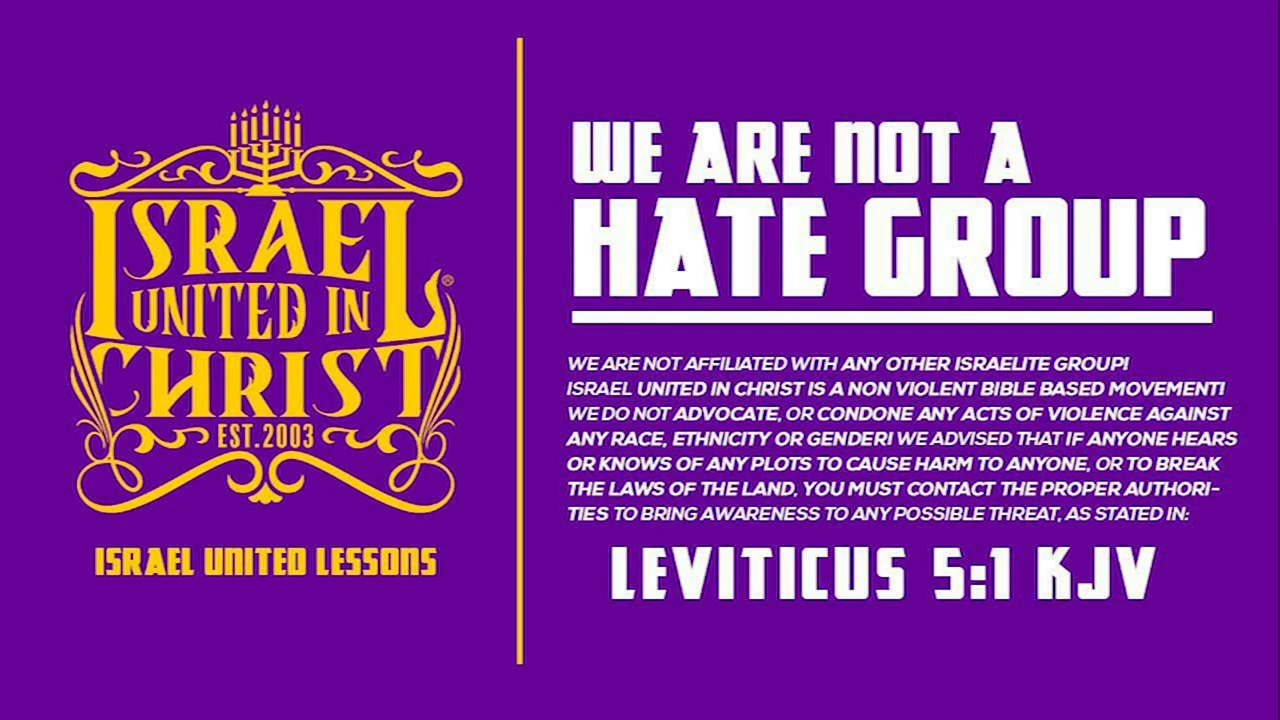 ISRAEL
UNITED IN
CHRIST
EST.2003
ISRAEL UNITED LESSONS
WE ARE NOT A
HATE GROUP
WE ARE NOT AFFILIATED WITH ANY OTHER ISRAELITE GROUP!
ISRAEL UNITED IN CHRIST IS A NON VIOLENT BIBLE BASED MOVEMENT!
WE DO NOT ADVOCATE, OR CONDONE ANY ACTS OF VIOLENCE AGAINST
ANY RACE, ETHNICITY OR GENDER! WE ADVISED THAT IF ANYONE HEARS
OR KNOWS OF ANY PLOTS TO CAUSE HARM TO ANYONE, OR TO BREAK
THE LAWS OF THE LAND, YOU MUST CONTACT THE PROPER AUTHORI-
TIES TO BRING AWARENESS TO ANY POSSIBLE THREAT, AS STATED IN:
LEVITICUS 5:1 KJV